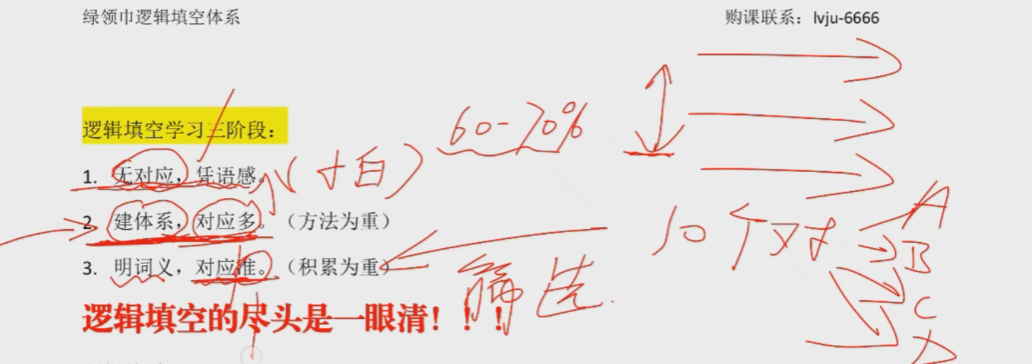 绿领巾逻辑填空体系
购课联系：lvju-6666
逻辑填空学习三阶段：
60-70%
1. 无对应，凭语感。
（小白）
2. 建体系，对应多。（方法为重）
10个对
A
B
C
D
3. 明词义，对应准。（积累为重）
筛选
逻辑填空的尽头是一眼清！！！